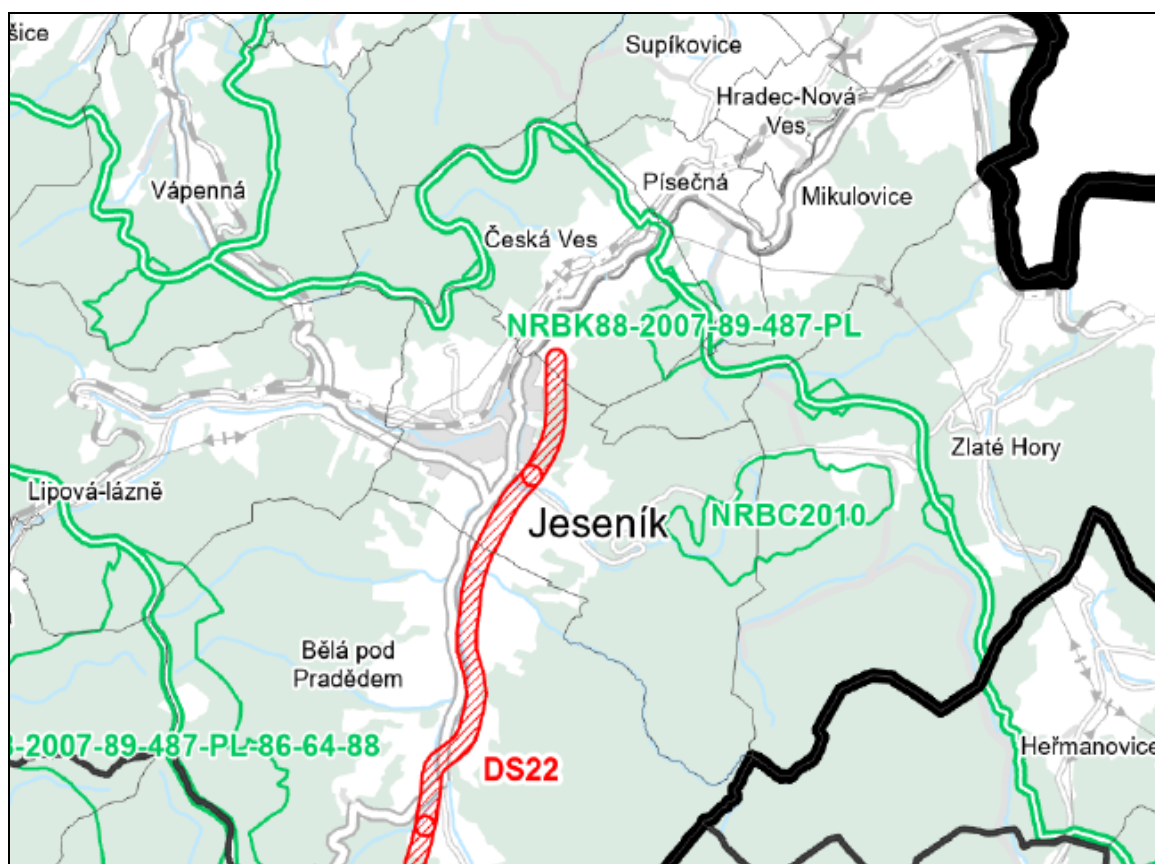 šice
Supíkovice
Hradec-Nová
Ves
Vápenná
Písečná
Mikulovice
Česká Ves
NRBK88-2007-89-487-PL
Zlaté Hory
Lipová-lázně
NRBC2010
Jeseník
Bělá pod
Pradědem
-2007-89-487-PL-86-64-88
Heřmanovice
DS22